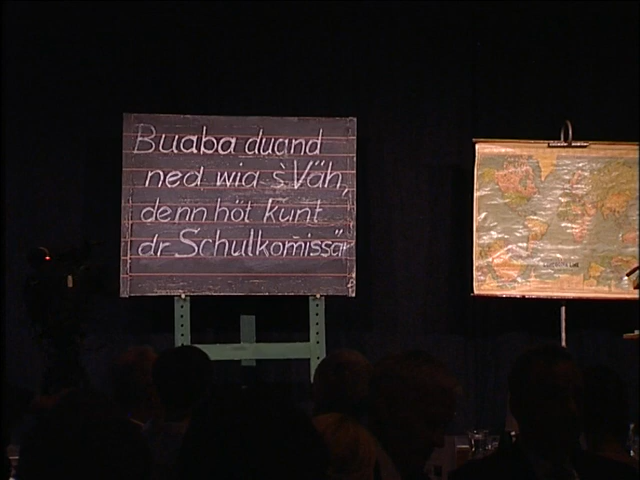 Buaba duand
ned wia s`Väh,
denn höt kunt
dr Schulkomissär